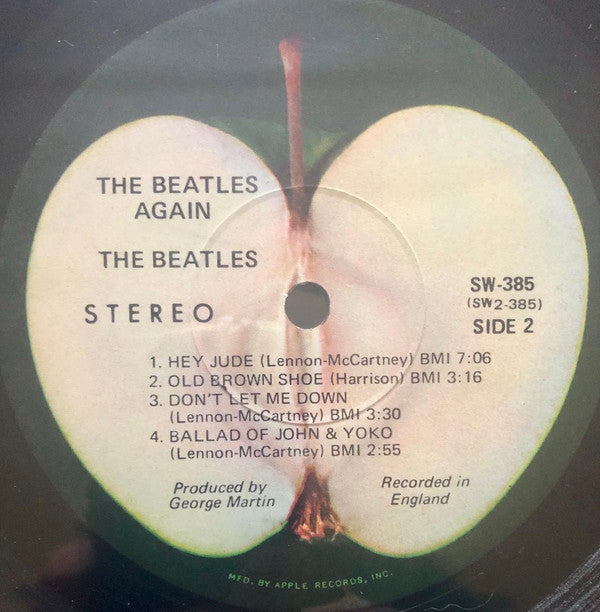 THE BEATLES
AGAIN
THE BEATLES
STEREO
SW-385
(SW2-385)
SIDE 2
1. HEY JUDE (Lennon-McCartney) BMI 7:06
2. OLD BROWN SHOE (Harrison) BMI 3:16
3. DON'T LET ME DOWN
(Lennon-McCartney) BMI 3:30
4. BALLAD OF JOHN & YOKO
(Lennon-McCartney) BMI 2:55
Produced by
George Martin
Recorded in
England
MFD. BY APPLE RECORDS, INC.